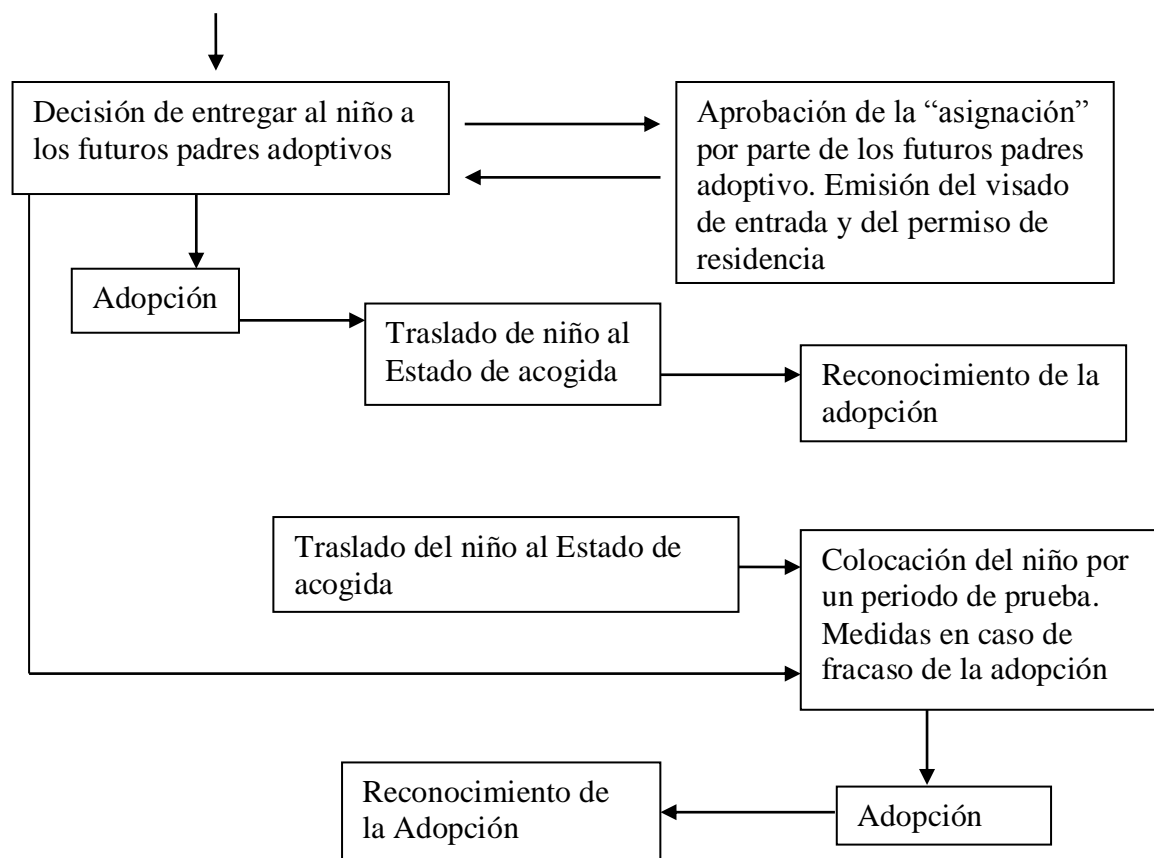 Decisión de entregar al niño a
los futuros padres adoptivos
Aprobación de la “asignación”
por parte de los futuros padres
adoptivo. Emisión del visado
de entrada y del permiso de
residencia
Adopción
Traslado de niño al
Estado de acogida
Reconocimiento de la
adopción
Traslado del niño al Estado de
acogida
Colocación del niño por
un periodo de prueba.
Medidas en caso de
fracaso de la adopción
Reconocimiento de
la Adopción
Adopción